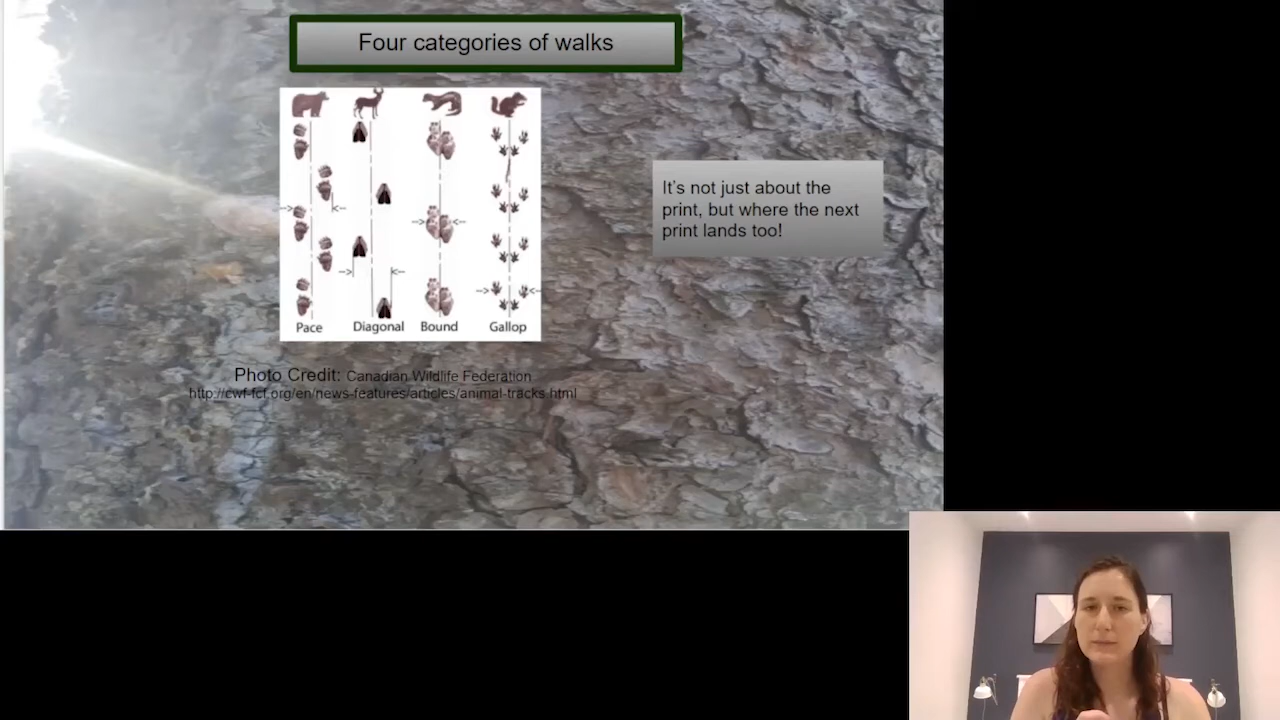 Four categories of walks
Pace Diagonal Bound Gallop
It's not just about the
print, but where the next
print lands too!
Photo Credit: Canadian Wildlife Federation
http://cwf-fcf.org/en/news-features/articles/animal-tracks.html